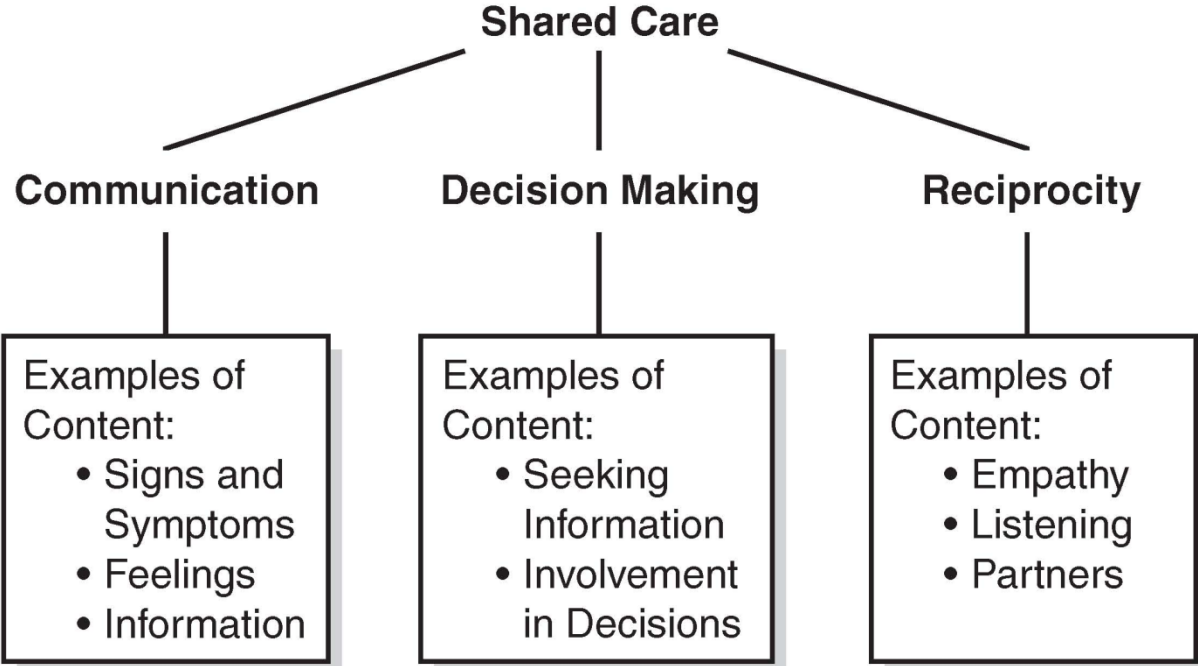 Shared Care
Communication
Decision Making
Reciprocity
Examples of
Content:
• Signs and
Symptoms
• Feelings
• Information
Examples of
Content:
• Seeking
Information
• Involvement
in Decisions
Examples of
Content:
• Empathy
• Listening
• Partners